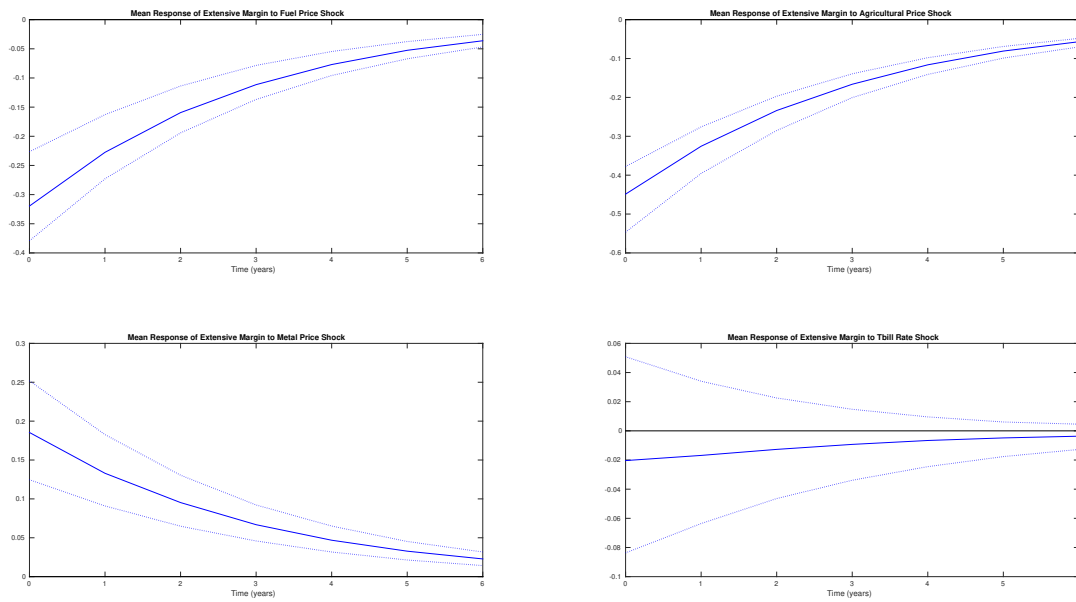 Mean Response of Extensive Margin to Fuel Price Shock
0
-0.05
-0.1
-0.15
-0.2
-0.25
-0.3
-0.35
-0.4
0 1 2 3 4 5 6
Time (years)
Mean Response of Extensive Margin to Agricultural Price Shock
0
-0.1
-0.2
-0.3
-0.4
-0.5
-0.6
0 1 2 3 4 5
Time (years)
Mean Response of Extensive Margin to Metal Price Shock
0.3
0.25
0.2
0.15
0.1
0.05
0
0 1 2 3 4 5 6
Time (years)
Mean Response of Extensive Margin to Tbill Rate Shock
0.06
0.04
0.02
0
-0.02
-0.04
-0.06
-0.08
-0.1
0 1 2 3 4 5
Time (years)